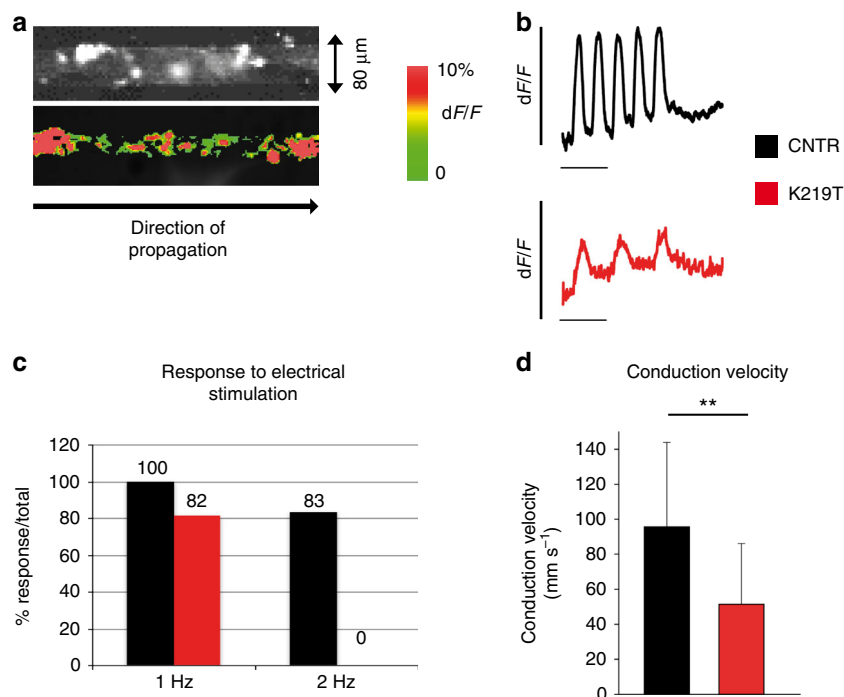 a
80 μm
10%
dF/F
0
Direction of
propagation
b
dF/F
dF/F
CNTR
K219T
c
Response to electrical
stimulation
% response/total
120
100
80
60
40
20
0
100
82
83
0
1 Hz
2 Hz
d
Conduction velocity
**
Conduction velocity
(mm s⁻¹)
140
120
100
80
60
40
20
0